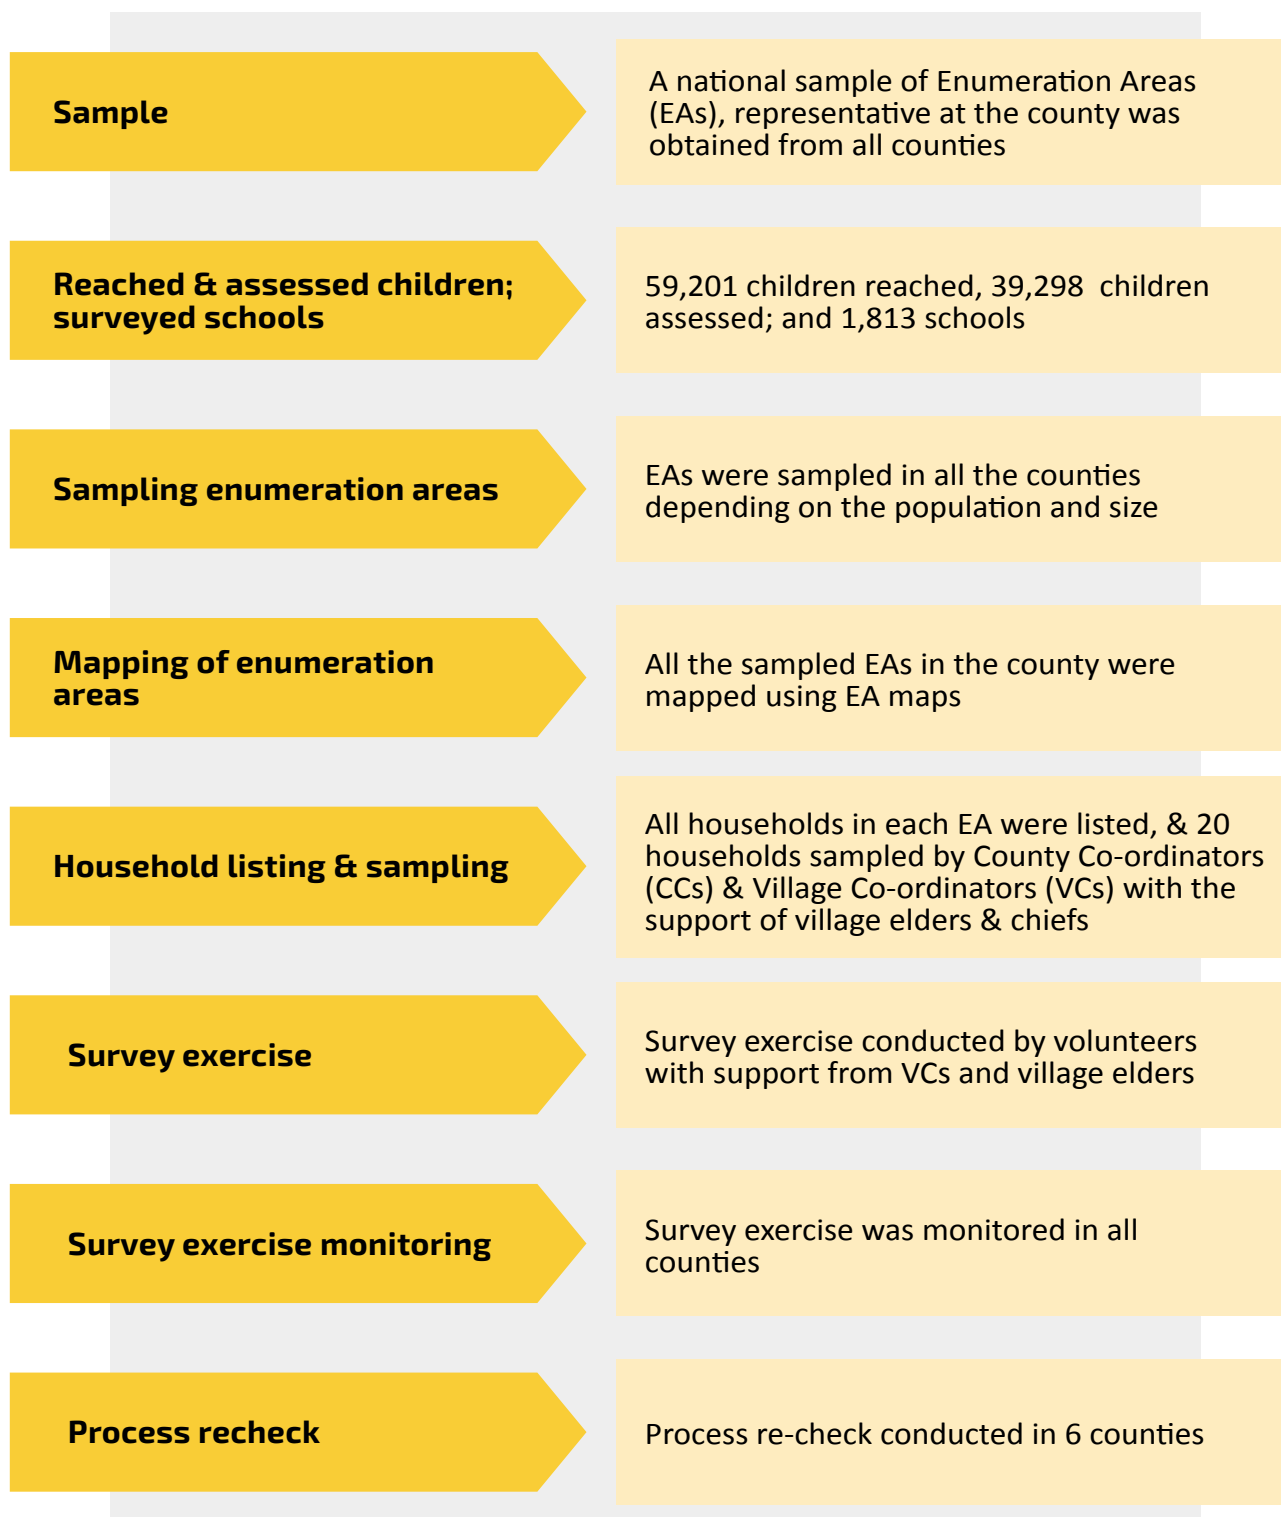 Sample
A national sample of Enumeration Areas
(EAs), representative at the county was
obtained from all counties
Reached & assessed children;
surveyed schools
59,201 children reached, 39,298  children
assessed; and 1,813 schools
Sampling enumeration areas
EAs were sampled in all the counties
depending on the population and size
Mapping of enumeration
areas
All the sampled EAs in the county were
mapped using EA maps
Household listing & sampling
All households in each EA were listed, & 20
households sampled by County Co-ordinators
(CCs) & Village Co-ordinators (VCs) with the
support of village elders & chiefs
Survey exercise
Survey exercise conducted by volunteers
with support from VCs and village elders
Survey exercise monitoring
Survey exercise was monitored in all
counties
Process recheck
Process re-check conducted in 6 counties